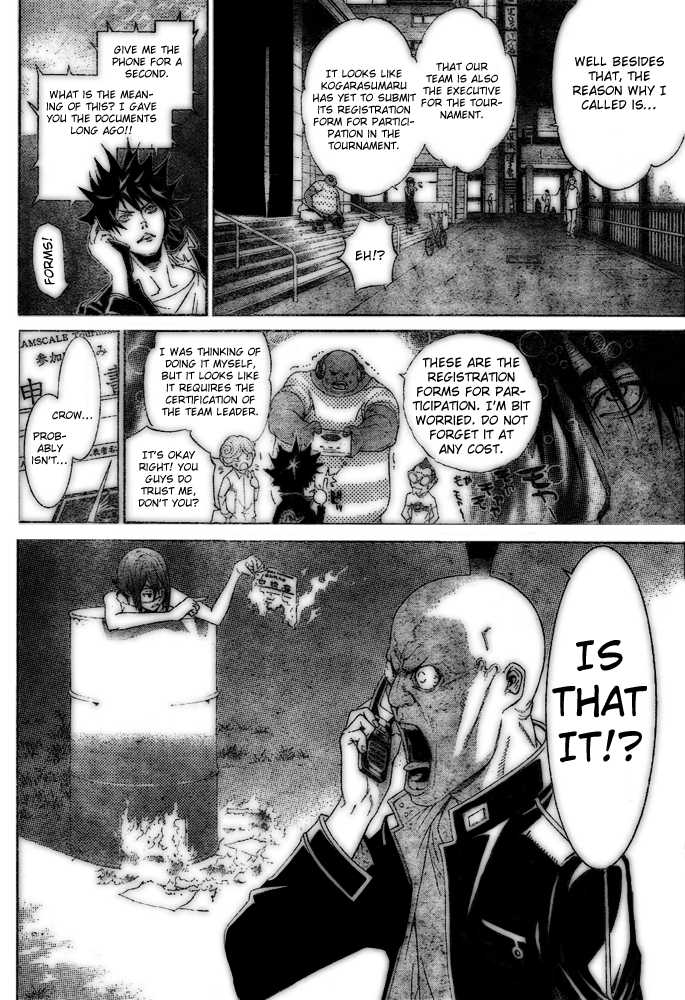 WELL BESIDES
THAT, THE
REASON WHY I
CALLED IS...
THAT OUR
TEAM IS ALSO
THE EXECUTIVE
FOR THE TOUR-
NAMENT.
IT LOOKS LIKE
KOGARASUMARU
HAS YET TO SUBMIT
ITS REGISTRATION
FORM FOR PARTICI-
PATION IN THE
TOURNAMENT.
EH!?
GIVE ME THE
PHONE FOR A
SECOND.
WHAT IS THE MEAN-
ING OF THIS? I GAVE
YOU THE DOCUMENTS
LONG AGO!!
FORMS!
THESE ARE THE
REGISTRATION
FORMS FOR PAR-
TICIPATION. I'M BIT
WORRIED. DO NOT
FORGET IT AT
ANY COST.
I WAS THINKING OF
DOING IT MYSELF,
BUT IT LOOKS LIKE
IT REQUIRES THE
CERTIFICATION OF
THE TEAM LEADER.
IT'S OKAY
RIGHT! YOU
GUYS DO
TRUST ME,
DON'T YOU?
CROW...
PROB-
ABLY
ISN'T...
IS
THAT
IT!?